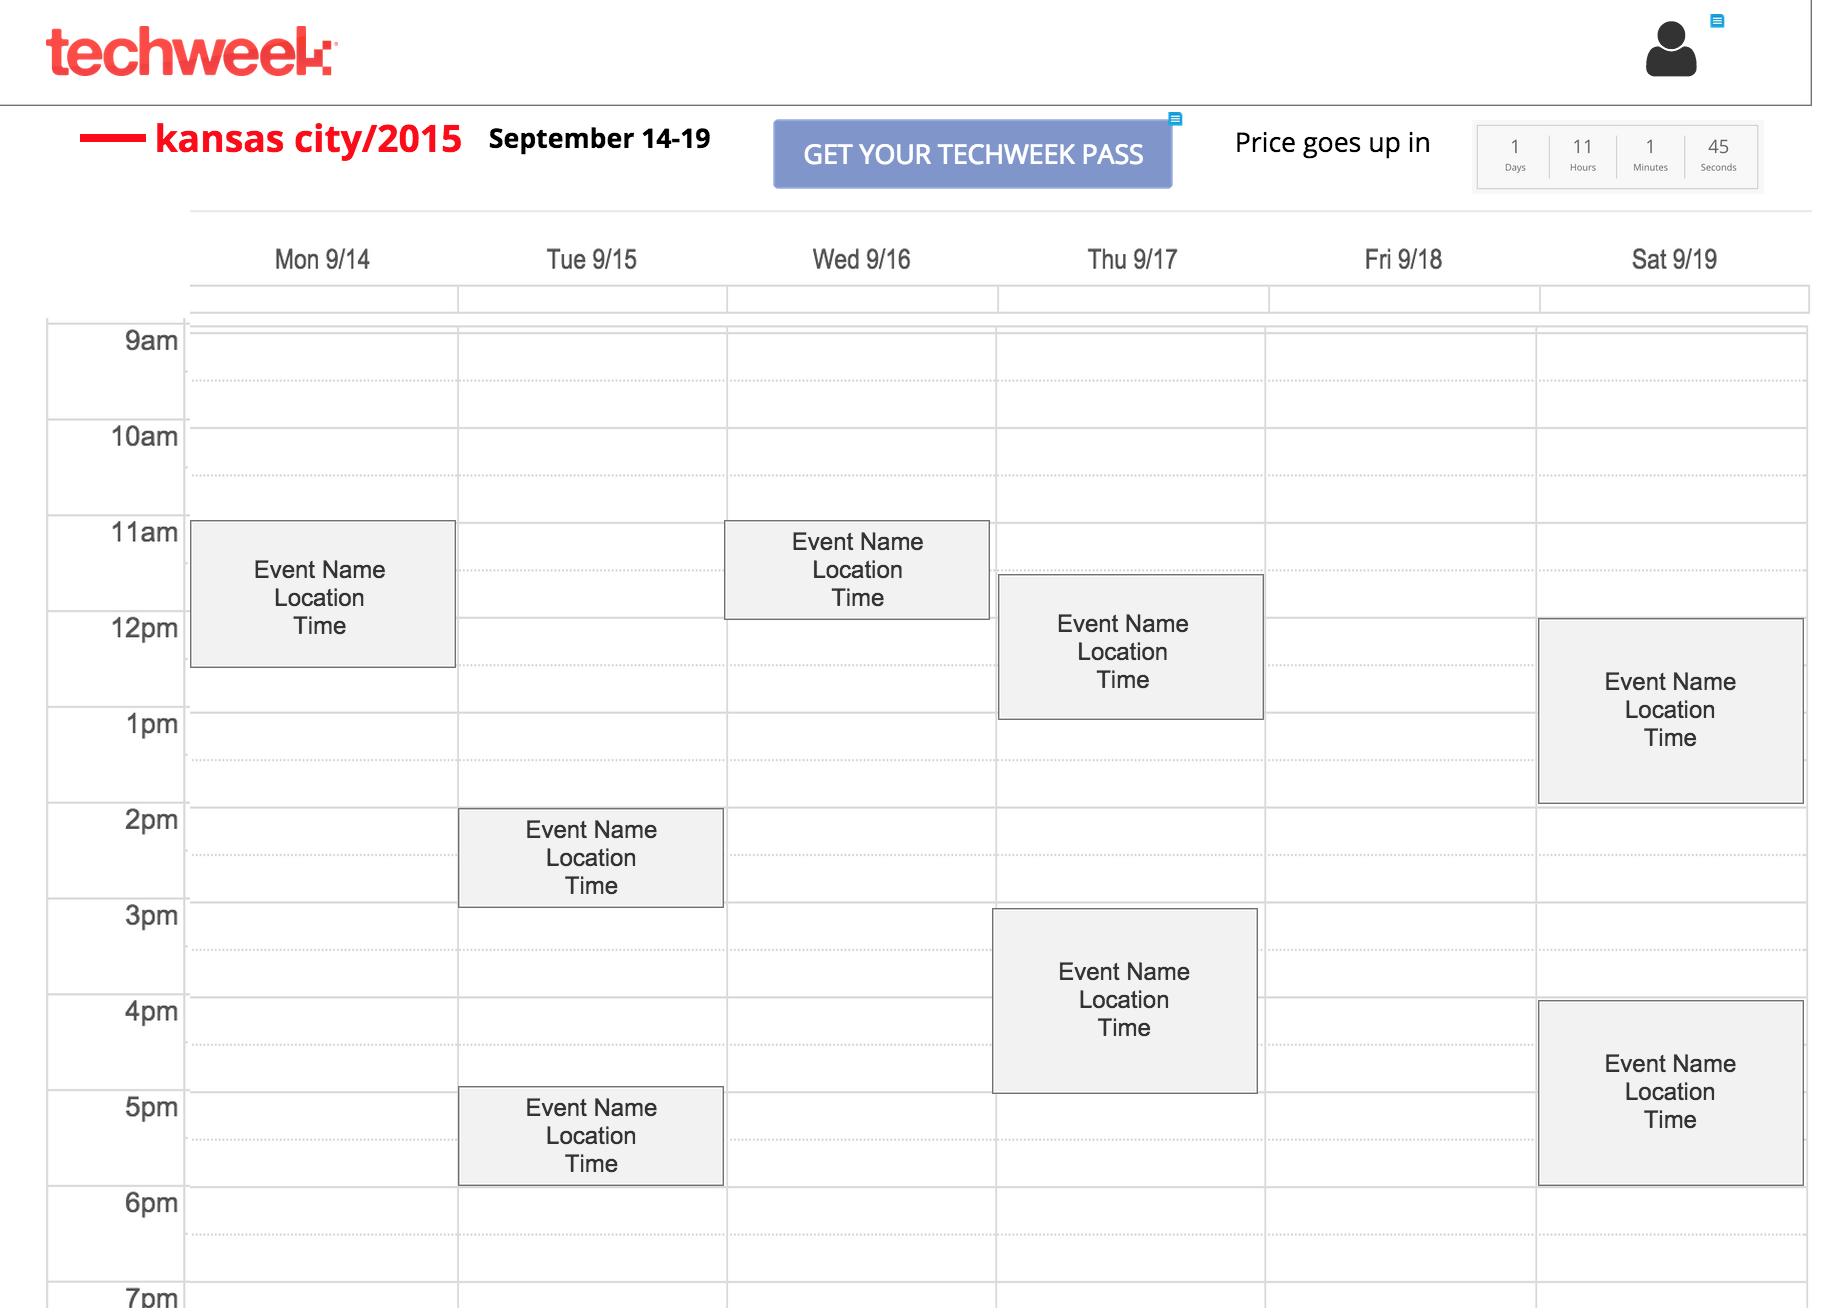 techweek
kansas city/2015 September 14-19 GET YOUR TECHWEEK PASS Price goes up in
1 11 1 45
Days Hours Minutes Seconds
Mon 9/14 Tue 9/15 Wed 9/16 Thu 9/17 Fri 9/18 Sat 9/19
9am
10am
11am
12pm
1pm
2pm
3pm
4pm
5pm
6pm
7pm
Event Name
Location
Time
Event Name
Location
Time
Event Name
Location
Time
Event Name
Location
Time
Event Name
Location
Time
Event Name
Location
Time
Event Name
Location
Time
Event Name
Location
Time